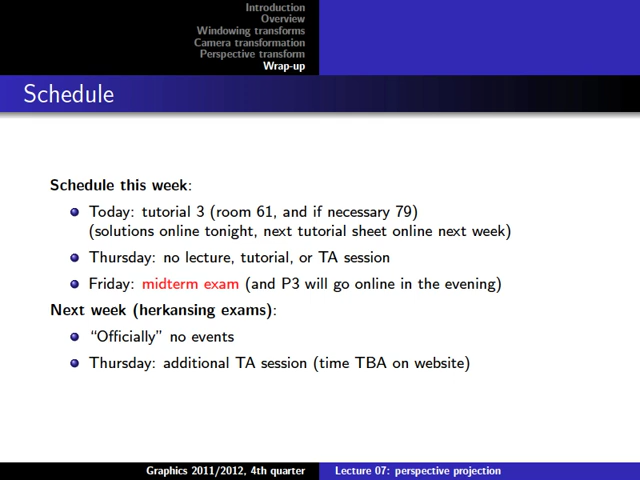 Introduction
Overview
Windowing transforms
Camera transformation
Perspective transform
Wrap-up
Schedule
Schedule this week:
Today: tutorial 3 (room 61, and if necessary 79)
(solutions online tonight, next tutorial sheet online next week)
Thursday: no lecture, tutorial, or TA session
Friday: midterm exam (and P3 will go online in the evening)
Next week (herkansing exams):
“Officially” no events
Thursday: additional TA session (time TBA on website)
Graphics 2011/2012, 4th quarter
Lecture 07: perspective projection